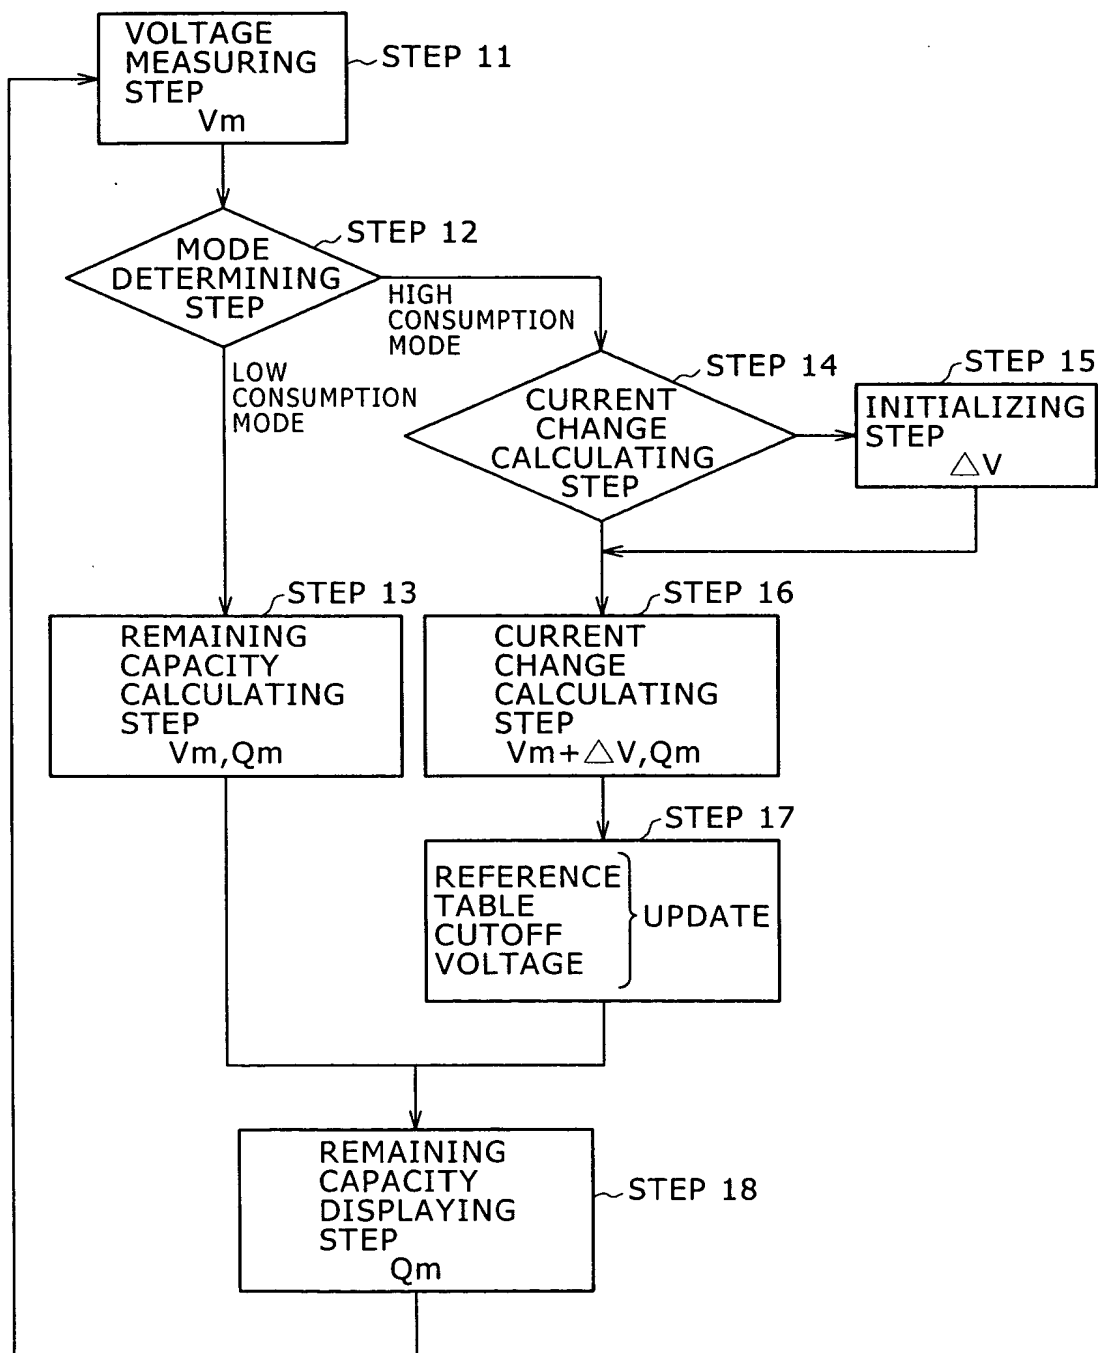 VOLTAGE
MEASURING
STEP
Vm
STEP 11
MODE
DETERMINING
STEP
STEP 12
HIGH
CONSUMPTION
MODE
LOW
CONSUMPTION
MODE
CURRENT
CHANGE
CALCULATING
STEP
STEP 14
INITIALIZING
STEP
△V
STEP 15
REMAINING
CAPACITY
CALCULATING
STEP
Vm,Qm
STEP 13
CURRENT
CHANGE
CALCULATING
STEP
Vm+△V,Qm
STEP 16
REFERENCE
TABLE
CUTOFF
VOLTAGE
UPDATE
STEP 17
REMAINING
CAPACITY
DISPLAYING
STEP
Qm
STEP 18